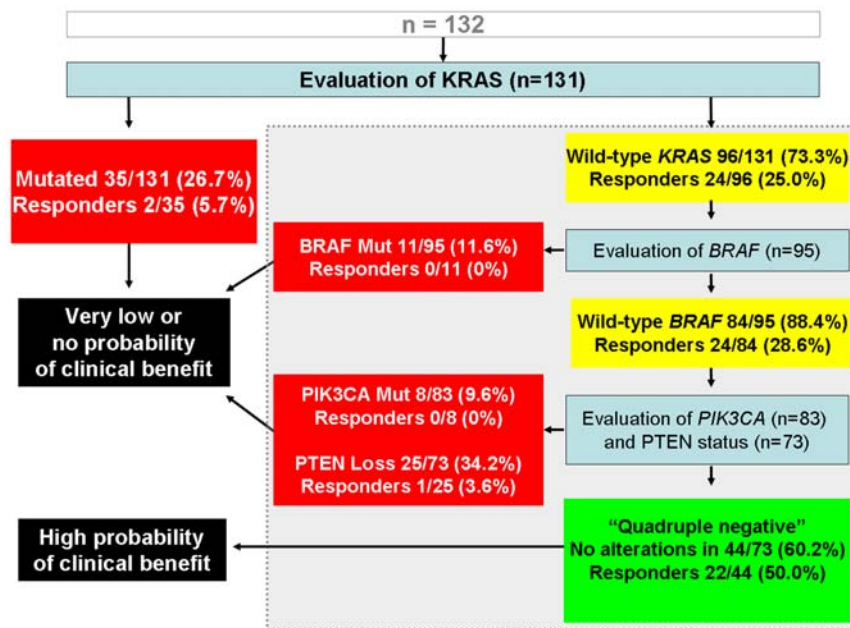 n = 132
Evaluation of KRAS (n=131)
Mutated 35/131 (26.7%)
Responders 2/35 (5.7%)
Wild-type KRAS 96/131 (73.3%)
Responders 24/96 (25.0%)
BRAF Mut 11/95 (11.6%)
Responders 0/11 (0%)
Evaluation of BRAF (n=95)
Very low or
no probability
of clinical benefit
Wild-type BRAF 84/95 (88.4%)
Responders 24/84 (28.6%)
PIK3CA Mut 8/83 (9.6%)
Responders 0/8 (0%)
PTEN Loss 25/73 (34.2%)
Responders 1/25 (3.6%)
Evaluation of PIK3CA (n=83)
and PTEN status (n=73)
High probability
of clinical benefit
“Quadruple negative”
No alterations in 44/73 (60.2%)
Responders 22/44 (50.0%)